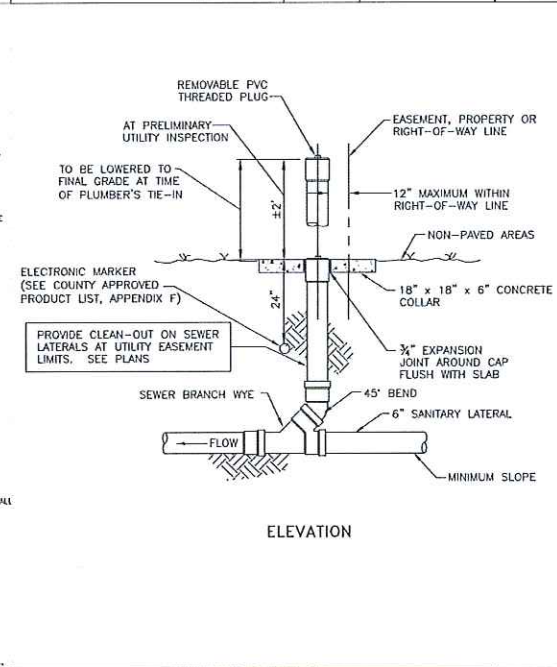 REMOVABLE PVC
THREADED PLUG
AT PRELIMINARY
UTILITY INSPECTION
EASEMENT, PROPERTY OR
RIGHT-OF-WAY LINE
TO BE LOWERED TO
FINAL GRADE AT TIME
OF PLUMBER'S TIE-IN
±2'
12" MAXIMUM WITHIN
RIGHT-OF-WAY LINE
NON-PAVED AREAS
ELECTRONIC MARKER
(SEE COUNTY APPROVED
PRODUCT LIST, APPENDIX F)
24"
18" x 18" x 6" CONCRETE
COLLAR
PROVIDE CLEAN-OUT ON SEWER
LATERALS AT UTILITY EASEMENT
LIMITS. SEE PLANS
3/4" EXPANSION
JOINT AROUND CAP
FLUSH WITH SLAB
SEWER BRANCH WYE
45° BEND
6" SANITARY LATERAL
FLOW
MINIMUM SLOPE
ELEVATION